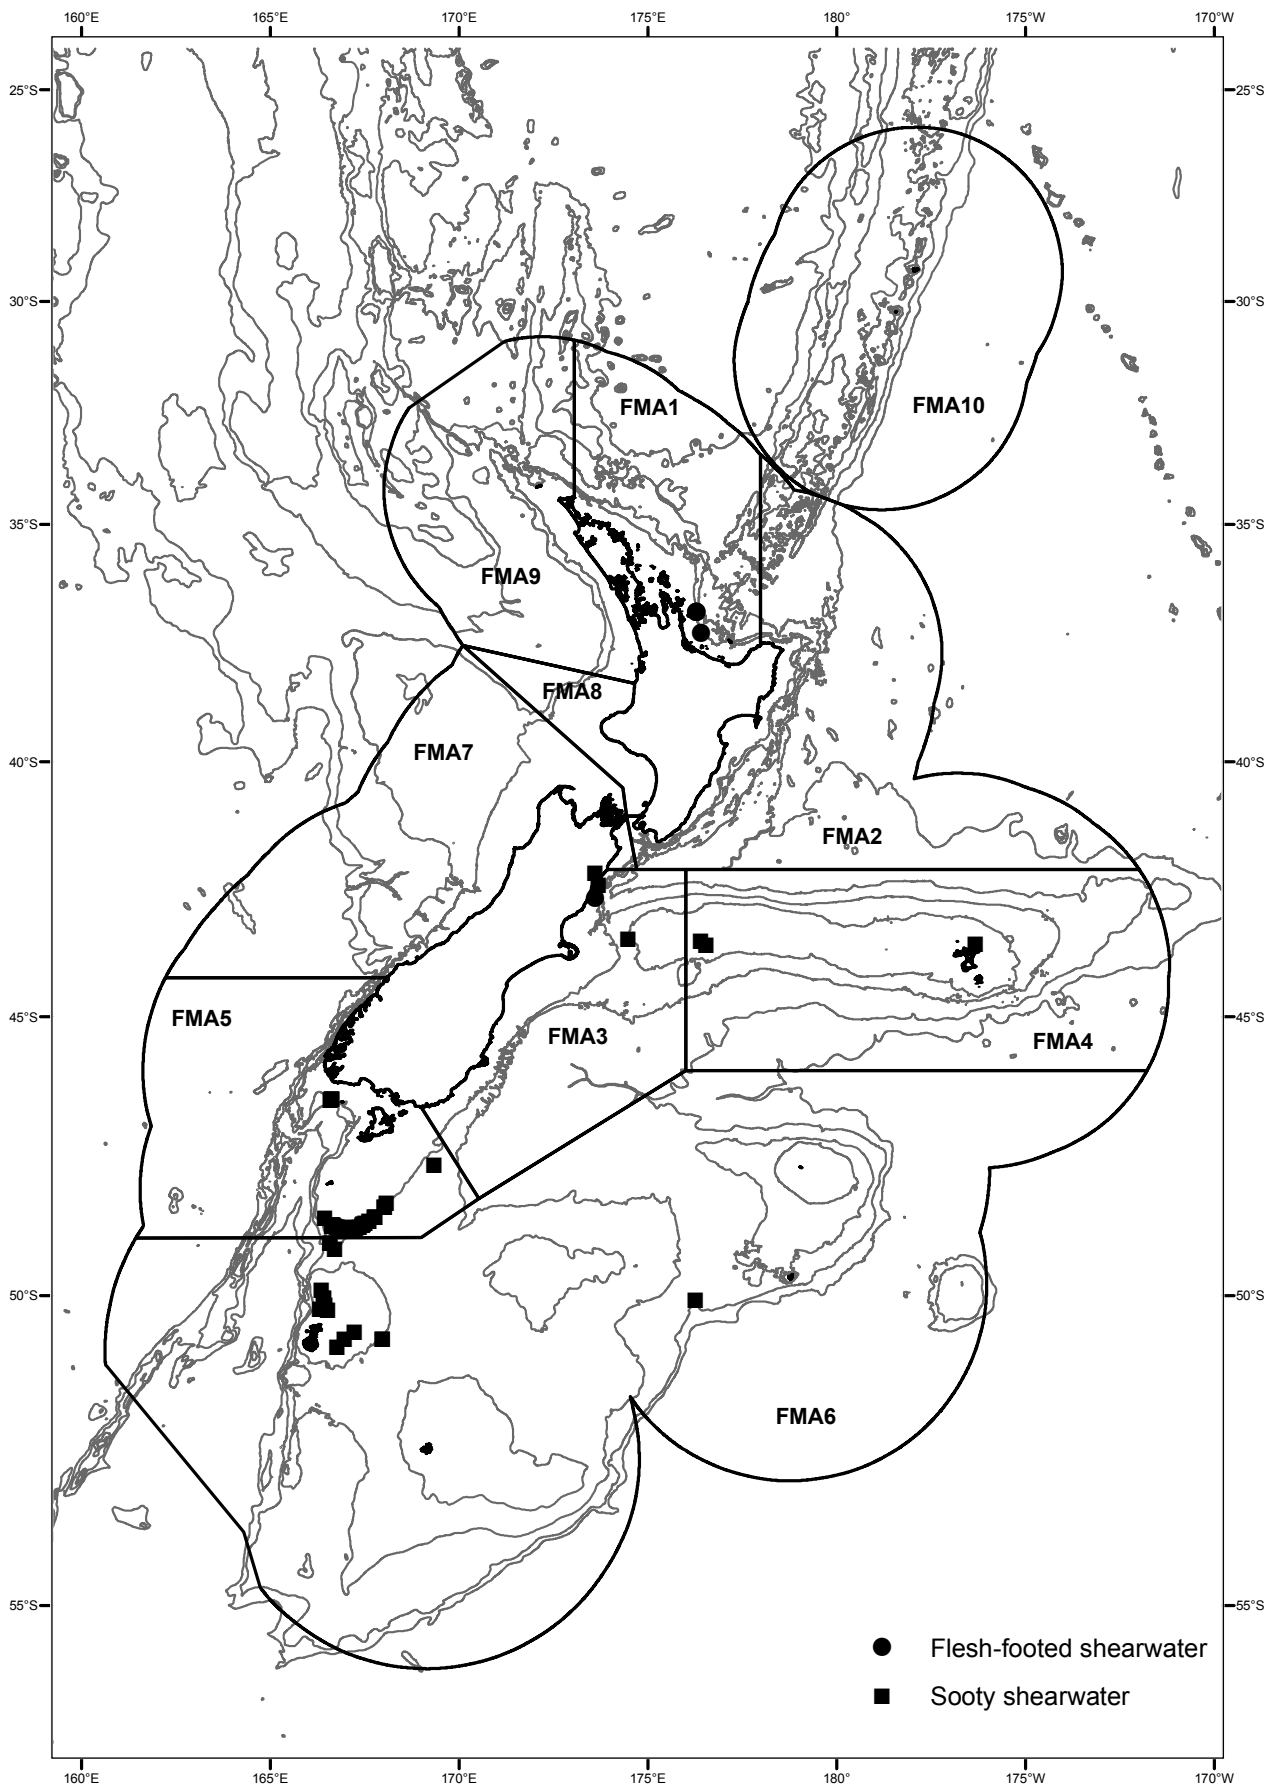 160°E 165°E 170°E 175°E 180° 175°W 170°W
25°S 25°S
30°S 30°S
FMA1
FMA10
35°S 35°S
FMA9
FMA8
FMA7
40°S 40°S
FMA2
FMA5
45°S 45°S
FMA3
FMA4
50°S 50°S
FMA6
55°S 55°S
Flesh-footed shearwater
Sooty shearwater
160°E 165°E 170°E 175°E 180° 175°W 170°W